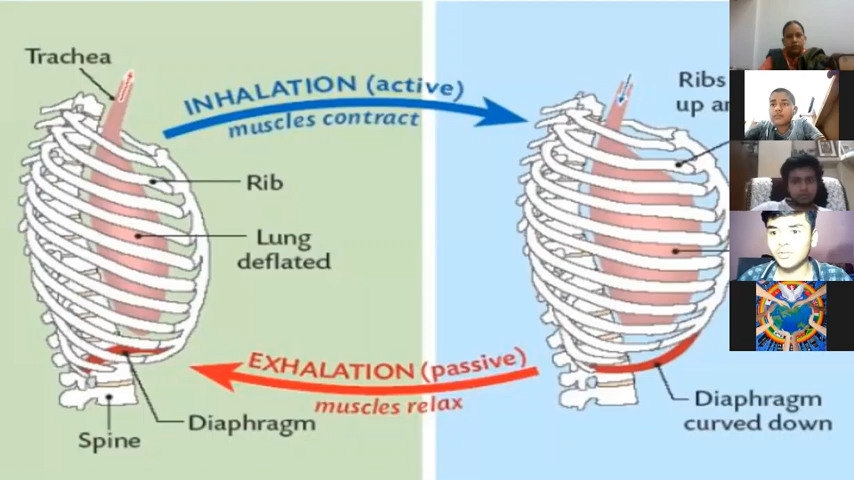 Trachea
INHALATION (active)
muscles contract
Ribs
up
Rib
Lung
deflated
EXHALATION (passive)
muscles relax
Diaphragm
Spine
Diaphragm
curved down